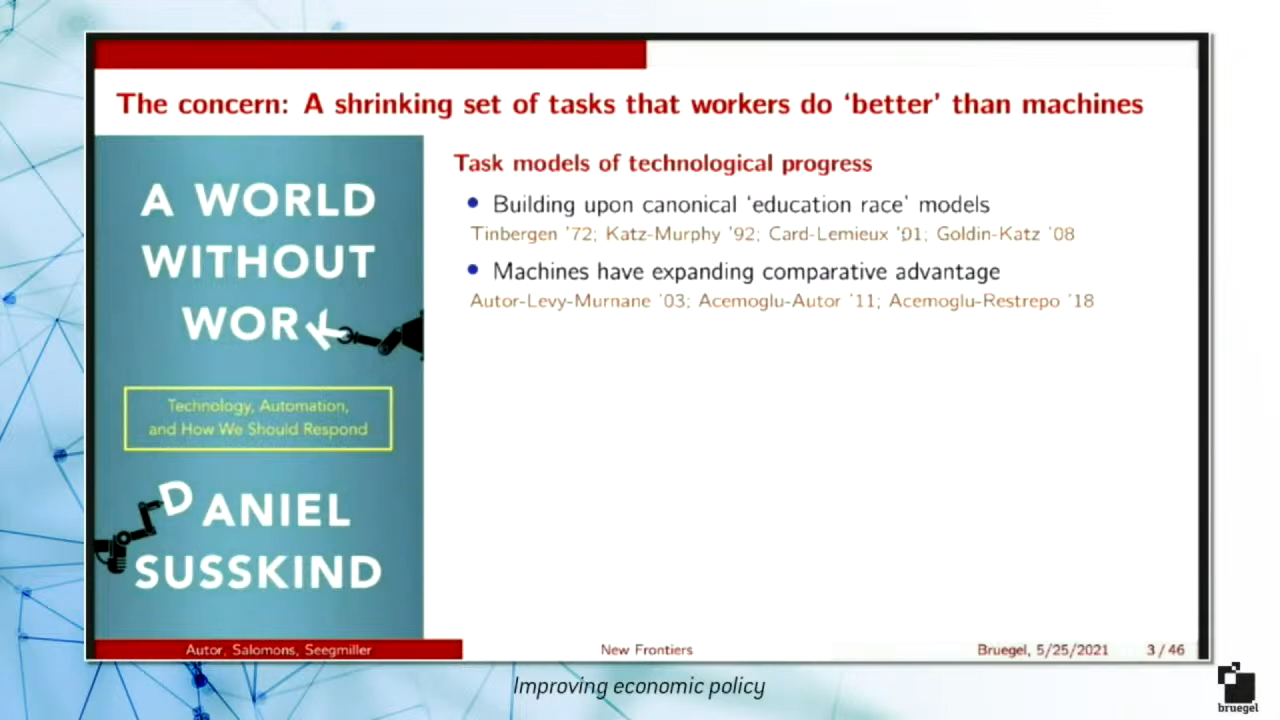 The concern: A shrinking set of tasks that workers do ‘better’ than machines
A WORLD
WITHOUT
WORK
Technology, Automation,
and How We Should Respond
DANIEL
SUSSKIND
Task models of technological progress
• Building upon canonical ‘education race’ models
Tinbergen ’72; Katz-Murphy ’92; Card-Lemieux ’01; Goldin-Katz ’08
• Machines have expanding comparative advantage
Autor-Levy-Murnane ’03; Acemoglu-Autor ’11; Acemoglu-Restrepo ’18
Autor, Salomons, Seegmiller
New Frontiers
Bruegel, 5/25/2021
3 / 46
Improving economic policy
bruegel